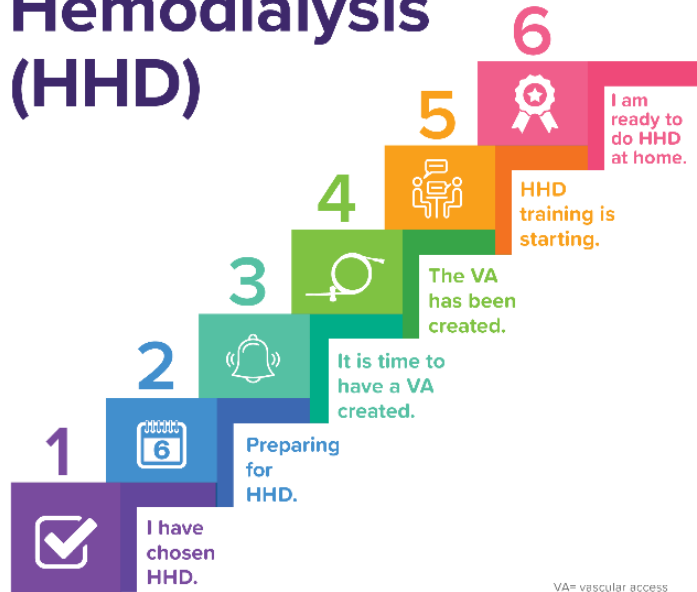 Hemodialysis
(HHD)
1
I have
chosen
HHD.
2
6
Preparing
for
HHD.
3
It is time to
have a VA
created.
4
The VA
has been
created.
5
HHD
training is
starting.
6
I am
ready to
do HHD
at home.
VA= vascular access